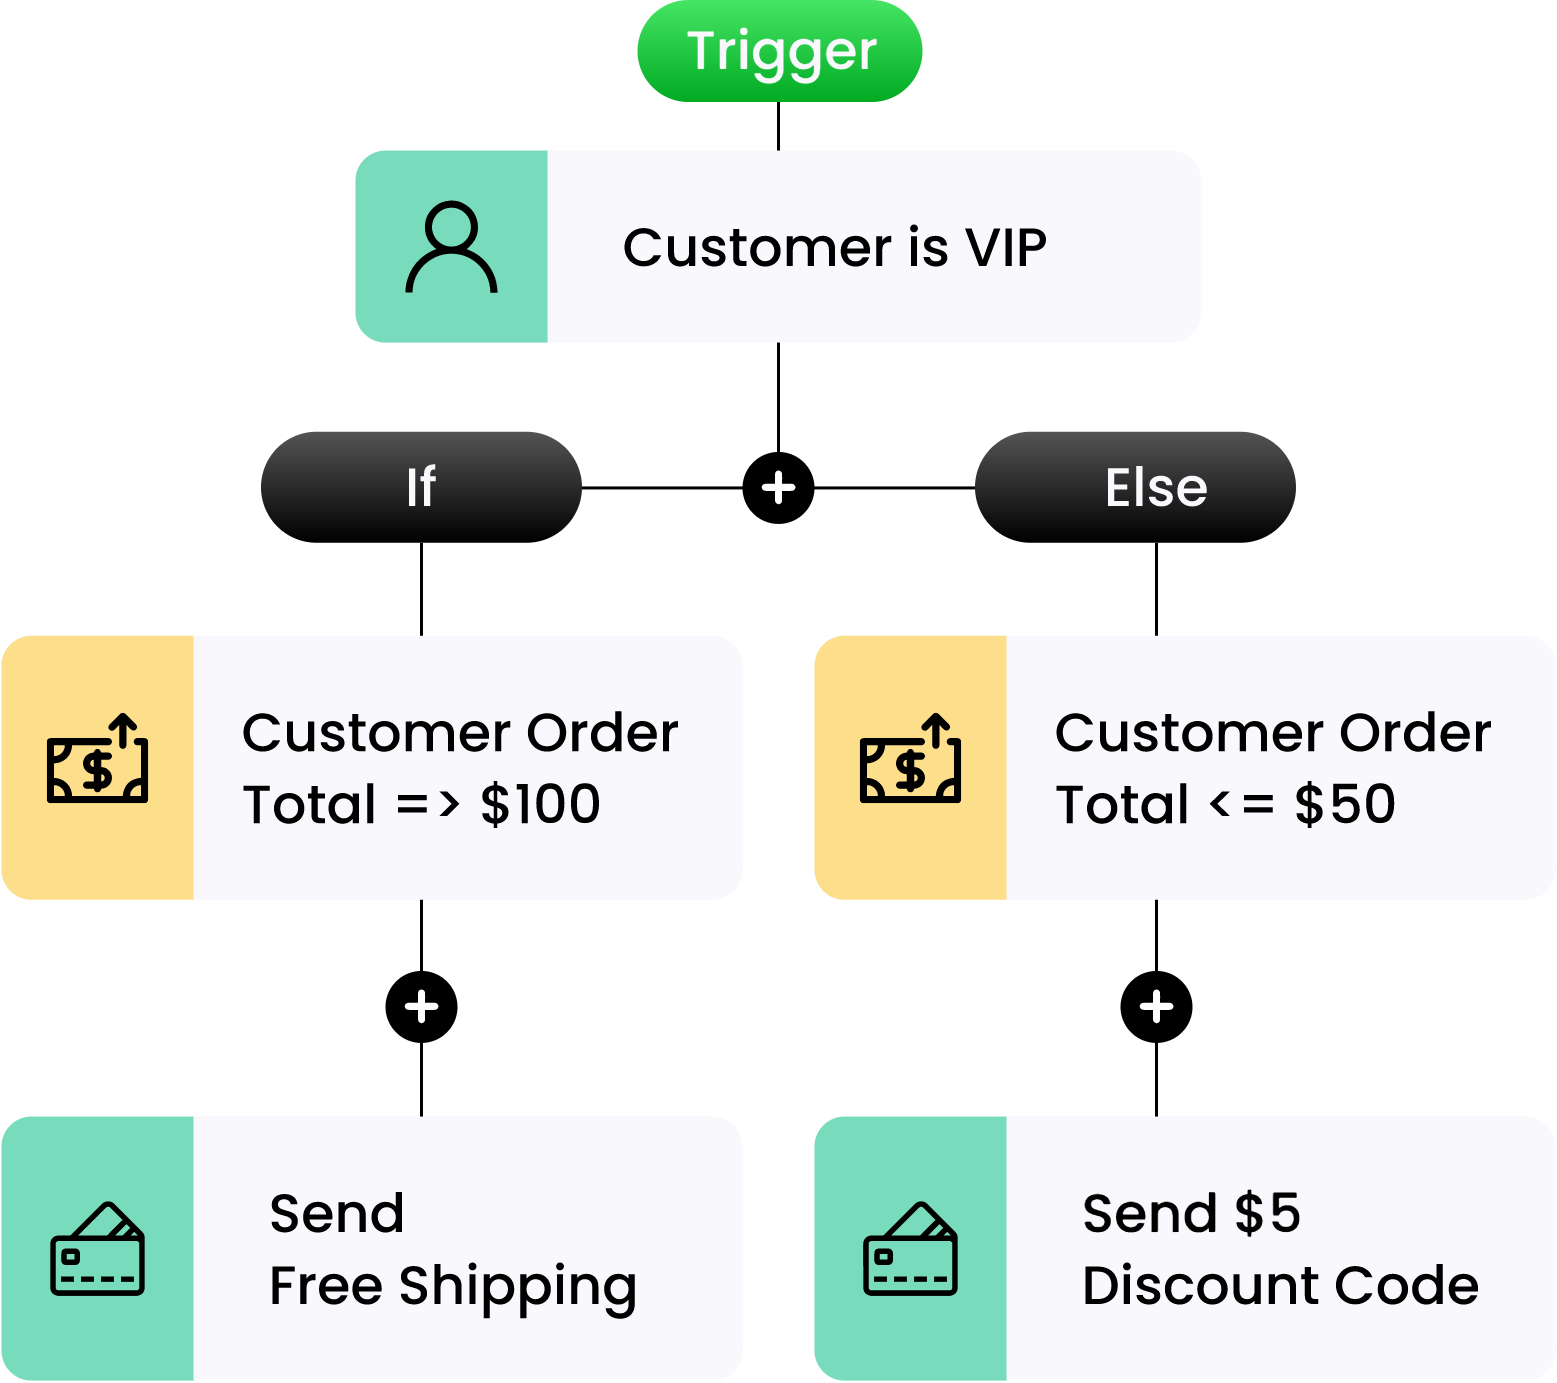 Trigger
Customer is VIP
If
Else
Customer Order
Total => $100
Customer Order
Total <= $50
Send
Free Shipping
Send $5
Discount Code